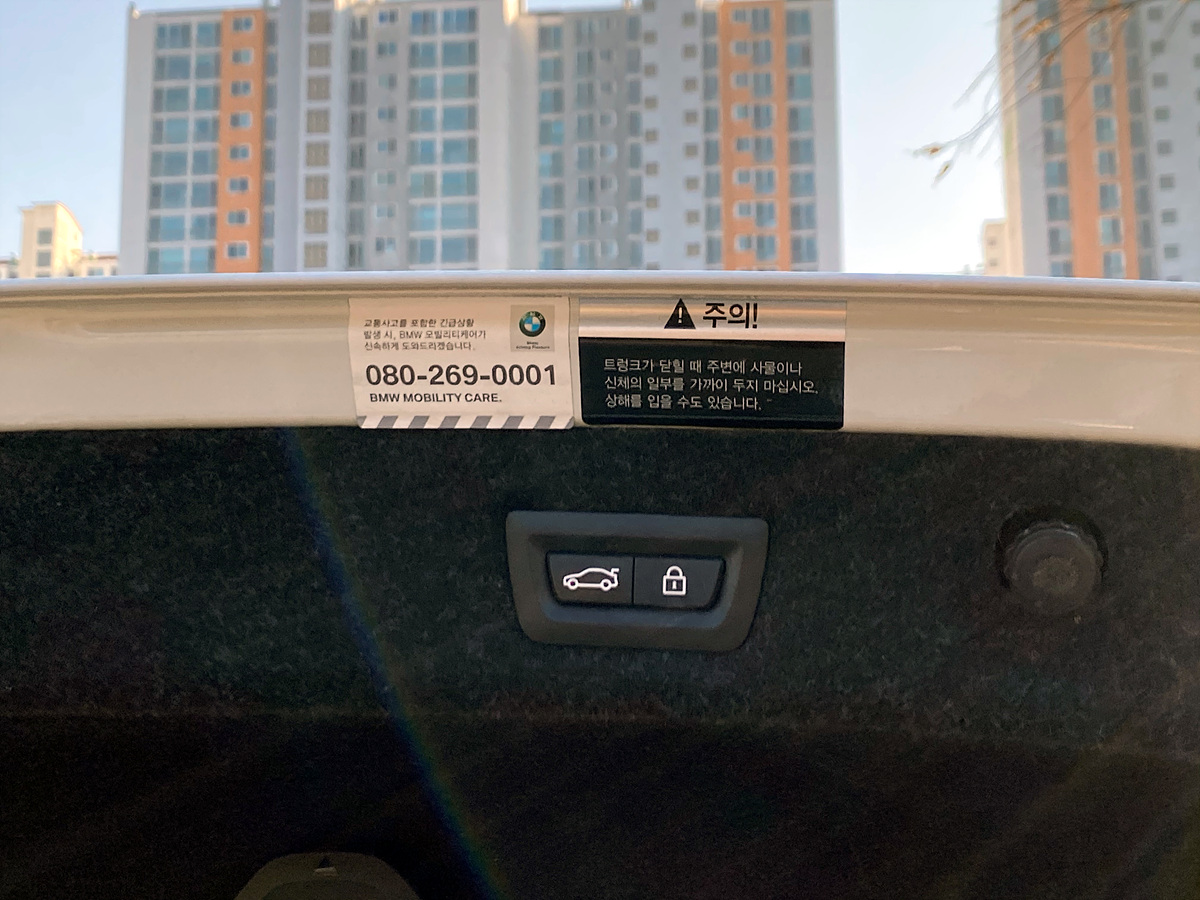 교통사고를 포함한 긴급상황
발생 시, BMW 모빌리티케어가
신속하게 도와드리겠습니다.
080-269-0001
BMW MOBILITY CARE.
주의!
트렁크가 닫힐 때 주변에 사물이나
신체의 일부를 가까이 두지 마십시오.
상해를 입을 수도 있습니다.